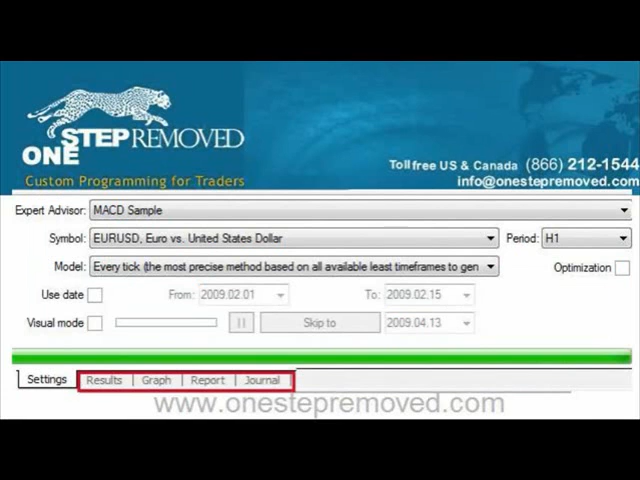 ONE STEP REMOVED
Custom Programming for Traders
Toll free US & Canada (866) 212-1544
info@onestepremoved.com
Expert Advisor: MACD Sample
Symbol: EURUSD, Euro vs. United States Dollar Period: H1
Model: Every tick (the most precise method based on all available least timeframes to gen Optimization
Use date From: 2009.02.01 To: 2009.02.15
Visual mode Skip to 2009.04.13
Settings Results Graph Report Journal
www.onestepremoved.com